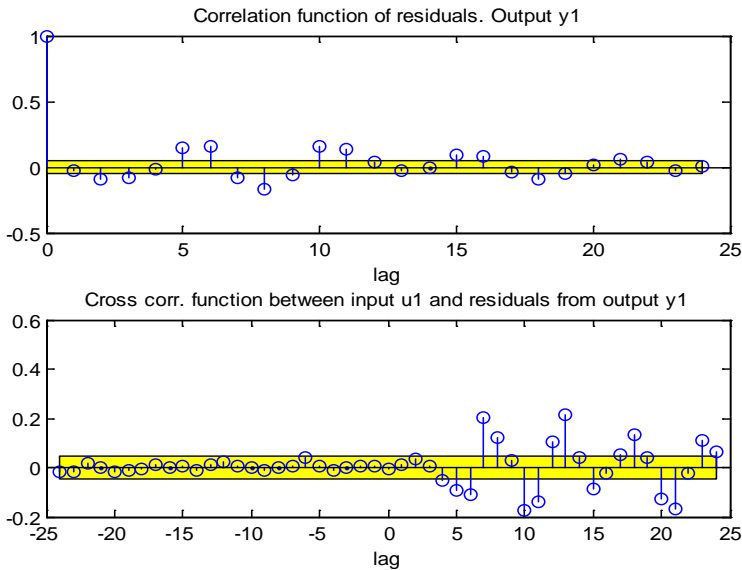 Correlation function of residuals. Output y1
1
0.5
0
-0.5
0 5 10 15 20 25
lag
Cross corr. function between input u1 and residuals from output y1
0.6
0.4
0.2
0
-0.2
-25 -20 -15 -10 -5 0 5 10 15 20 25
lag